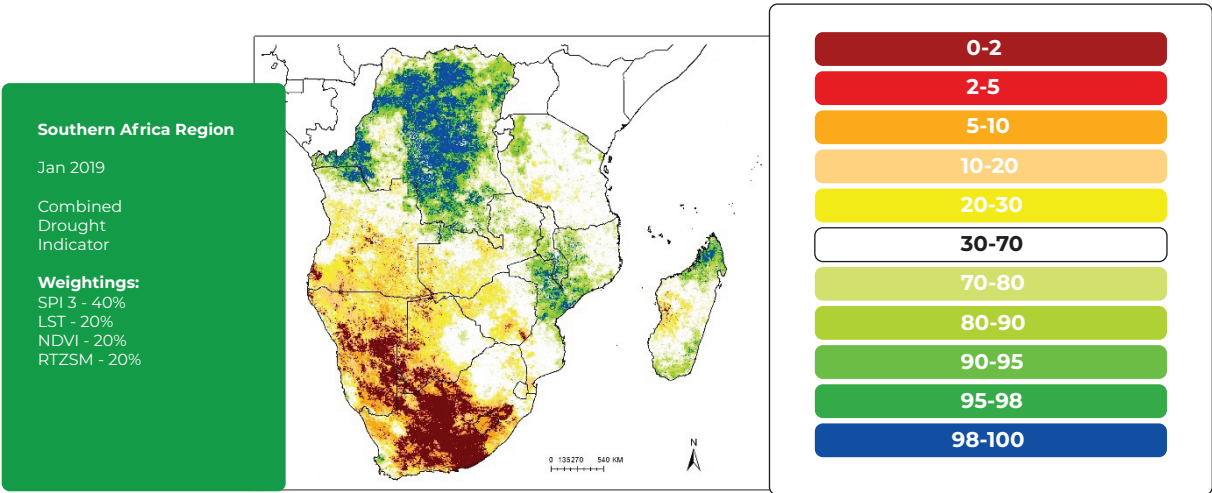 Southern Africa Region
Jan 2019
Combined
Drought
Indicator
Weightings:
SPI 3 - 40%
LST - 20%
NDVI - 20%
RTZSM - 20%
N
0 135270 540 KM
0-2
2-5
5-10
10-20
20-30
30-70
70-80
80-90
90-95
95-98
98-100